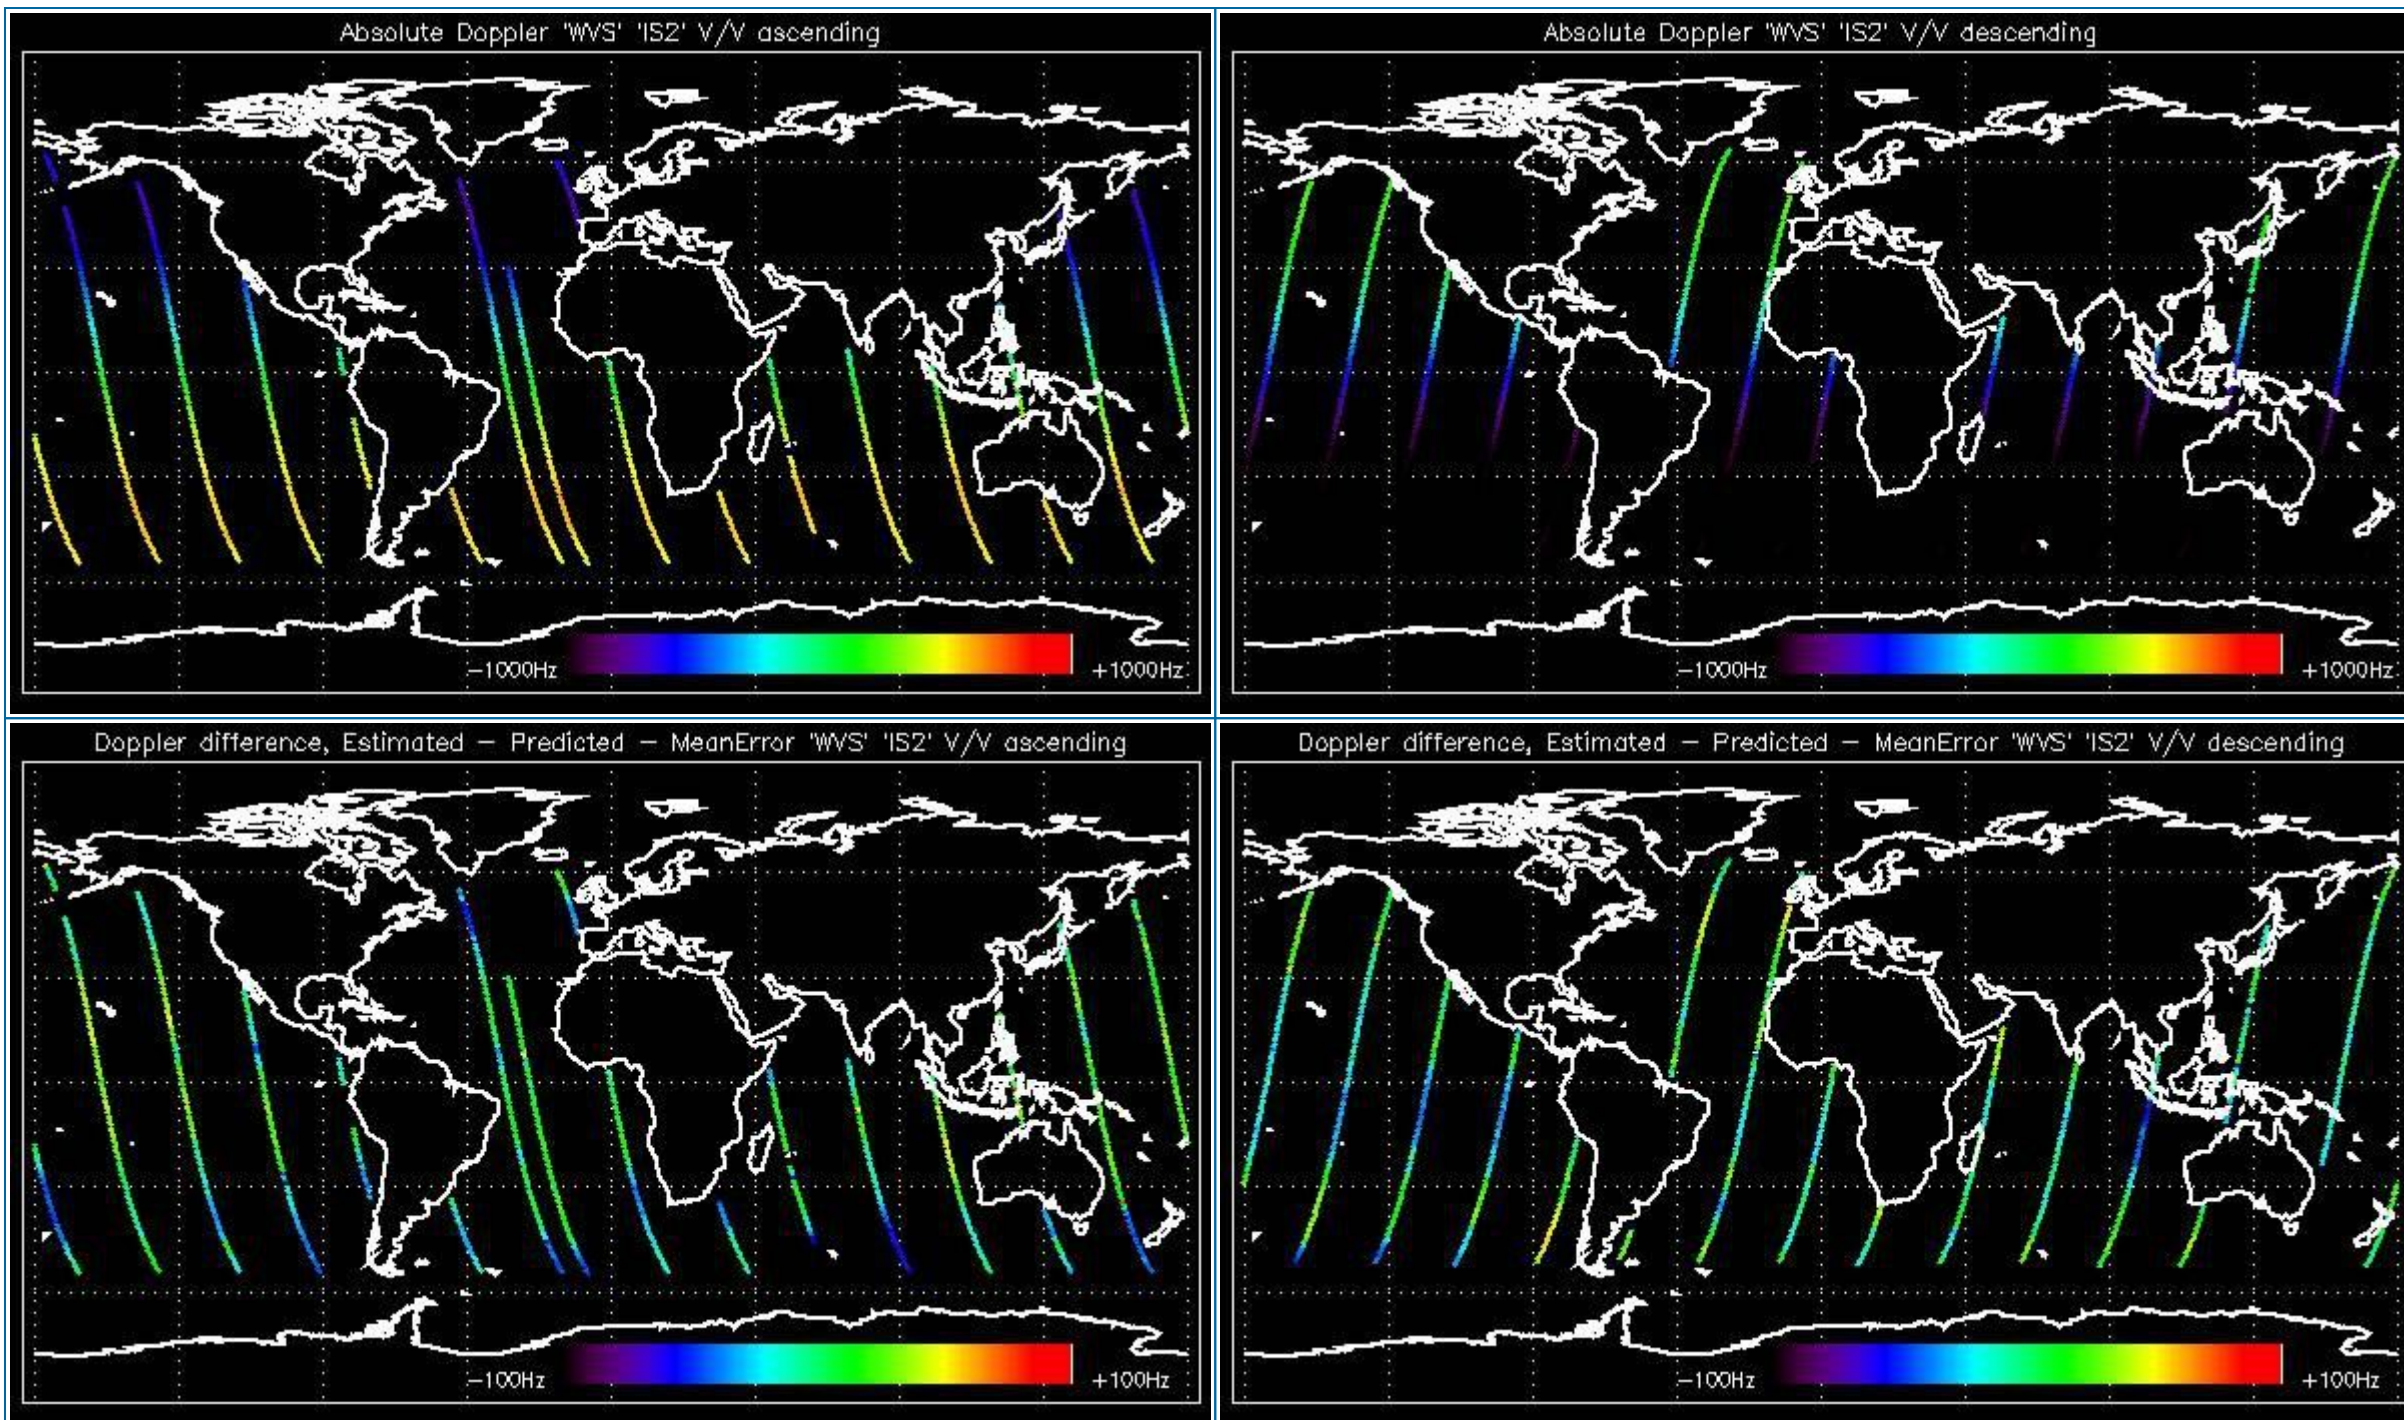 Absolute Doppler 'WVS' 'IS2' V/V ascending
-1000Hz
+1000Hz
Absolute Doppler 'WVS' 'IS2' V/V descending
-1000Hz
+1000Hz
Doppler difference, Estimated - Predicted - MeanError 'WVS' 'IS2' V/V ascending
-100Hz
+100Hz
Doppler difference, Estimated - Predicted - MeanError 'WVS' 'IS2' V/V descending
-100Hz
+100Hz